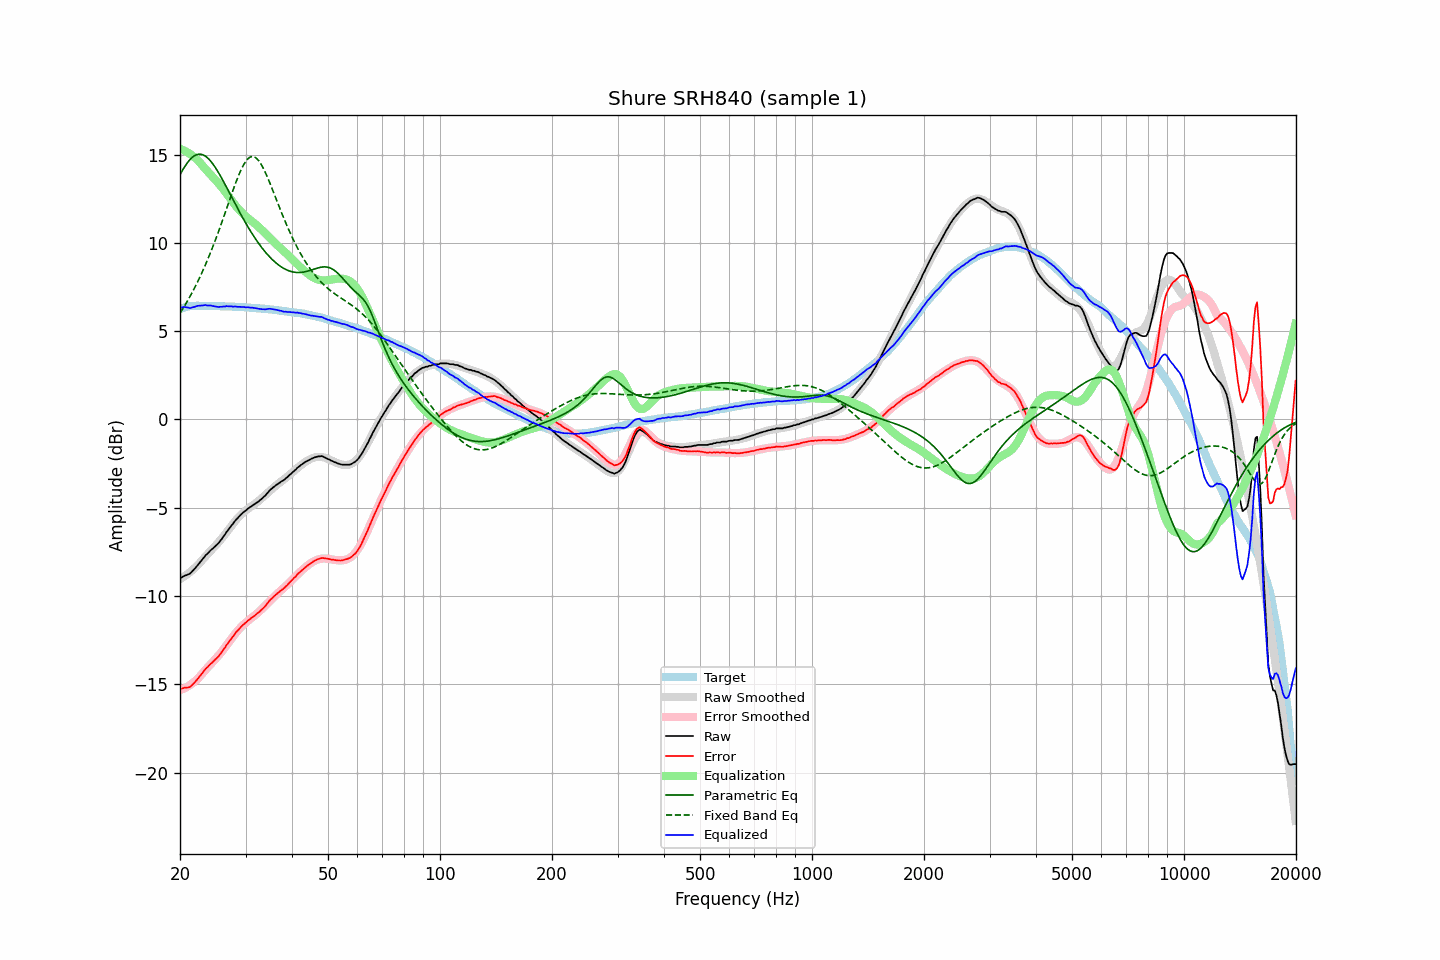 Shure SRH840 (sample 1)
Amplitude (dBr)
15
10
5
0
−5
−10
−15
−20
Target
Raw Smoothed
Error Smoothed
Raw
Error
Equalization
Parametric Eq
Fixed Band Eq
Equalized
20
50
100
200
500
1000
2000
5000
10000
20000
Frequency (Hz)